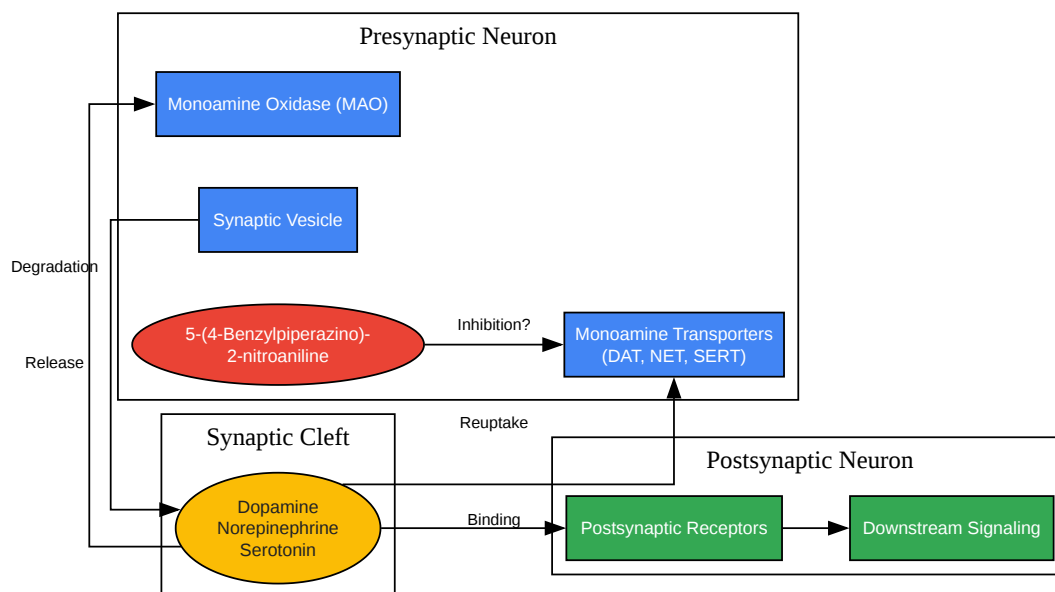 Presynaptic Neuron
Monoamine Oxidase (MAO)
Synaptic Vesicle
Degradation
5-(4-Benzylpiperazino)-
2-nitroaniline
Inhibition?
Monoamine Transporters
(DAT, NET, SERT)
Release
Reuptake
Synaptic Cleft
Dopamine
Norepinephrine
Serotonin
Binding
Postsynaptic Neuron
Postsynaptic Receptors
Downstream Signaling